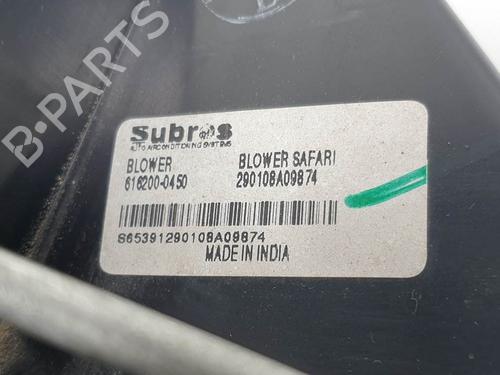 Subros
AUTO AIRCONDITIONING SYSTEMS
BLOWER BLOWER SAFARI
616200-0450 290108A09874
S65391290108A09874
MADE IN INDIA
B-PARTS